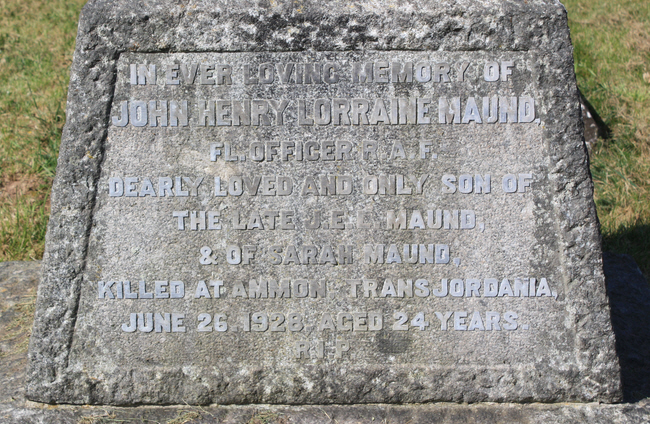 IN EVER LOVING MEMORY OF
JOHN HENRY LORRAINE MAUND,
FL.OFFICER R.A.F.
DEARLY LOVED AND ONLY SON OF
THE LATE J.E. MAUND,
& OF SARAH MAUND,
KILLED AT AMMON, TRANS JORDANIA,
JUNE 26, 1928, AGED 24 YEARS.
R.I.P.